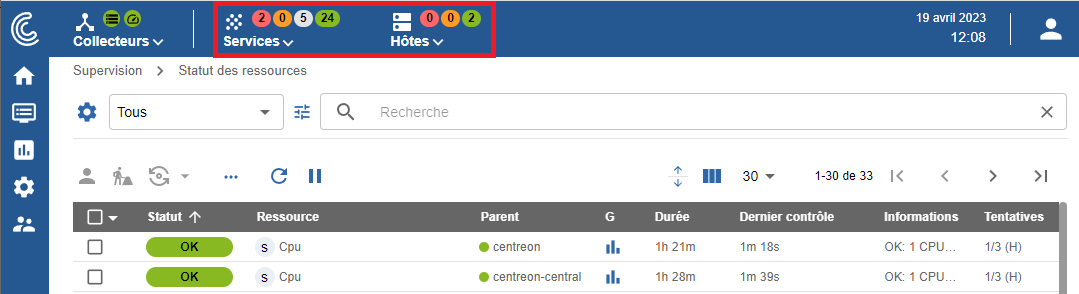 2 0 5 24 0 0 2 19 avril 2023
Collecteurs Services Hôtes 12:08
Supervision > Statut des ressources
Tous Recherche
... 30 1-30 de 33
Statut Ressource Parent G Durée Dernier contrôle Informations Tentatives
OK S Cpu centreon 1h 21m 1m 18s OK: 1 CPU... 1/3 (H)
OK S Cpu centreon-central 1h 28m 1m 39s OK: 1 CPU... 1/3 (H)